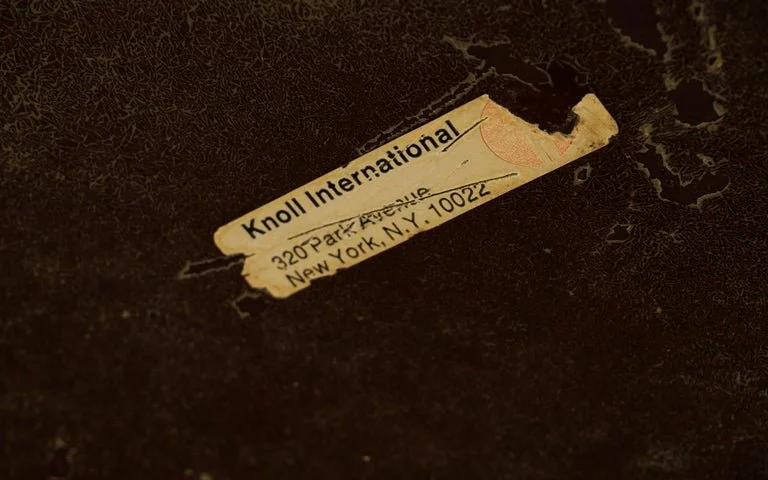 Knoll International
320 Park Avenue
New York, N.Y. 10022